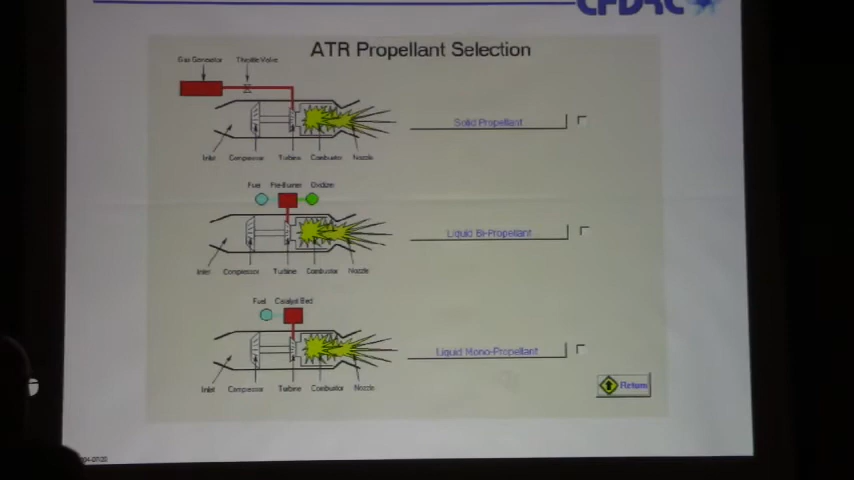 CFDRC
ATR Propellant Selection
Gas Generator Throttle Valve
Solid Propellant
Inlet Compressor Turbine Combustor Nozzle
Fuel Pre-Burner Oxidizer
Liquid Bi-Propellant
Inlet Compressor Turbine Combustor Nozzle
Fuel Catalyst Bed
Liquid Mono-Propellant
Inlet Compressor Turbine Combustor Nozzle
Return